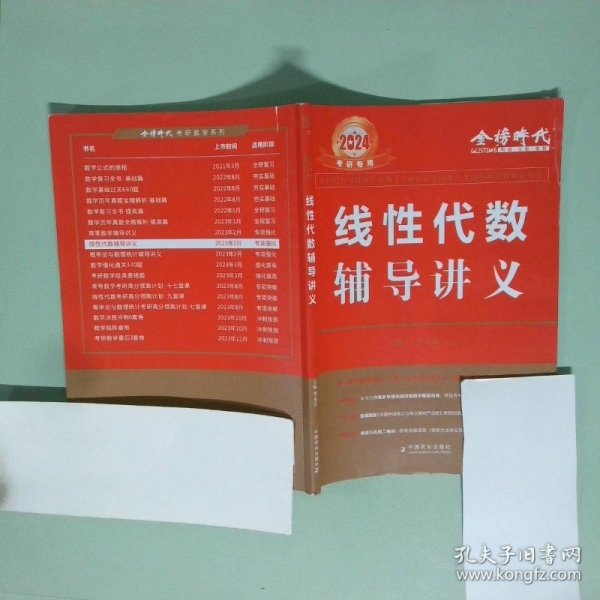 金榜时代 考研数学系列
书名 上市时间 适用阶段
数学公式的奥秘 2021年3月 全程复习
数学复习全书·基础篇 2022年8月 夯实基础
数学基础过关660题 2022年8月 夯实基础
数学历年真题全精解析·基础篇 2022年8月 夯实基础
数学复习全书·提高篇 2022年1月 全程复习
数学历年真题全精解析·提高篇 2023年1月 全程复习
高等数学辅导讲义 2023年2月 专项强化
线性代数辅导讲义 2023年2月 专项强化
概率论与数理统计辅导讲义 2023年2月 专项强化
数学强化通关330题 2023年3月 强化提高
考研数学经典易错题 2023年3月 强化提高
高等数学考研高分领跑计划·十七堂课 2023年8月 专项突破
线性代数考研高分领跑计划·九堂课 2023年8月 专项突破
概率论与数理统计考研高分领跑计划·七堂课 2023年8月 专项突破
数学决胜冲刺6套卷 2023年10月 冲刺预测
数学临阵磨枪 2023年10月 冲刺预测
考研数学最后3套卷 2023年11月 冲刺预测
线性代数辅导讲义
中国农业出版社
2024
考研专用
金榜時代
GLISTIME
线性代数
辅导讲义
中国农业出版社
孔夫子旧书网
www.kongfz.com